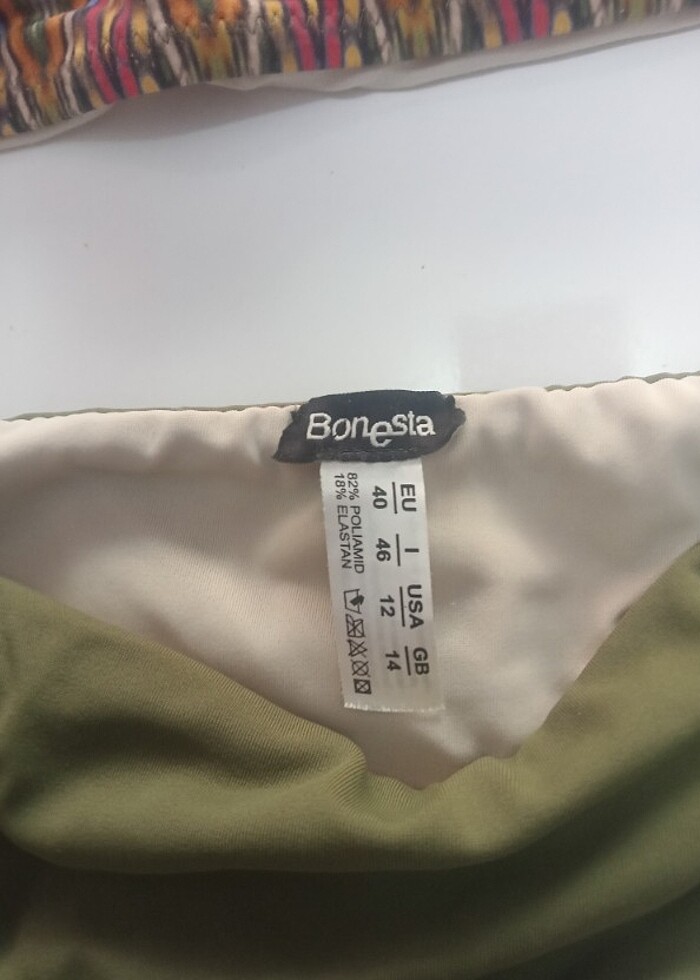 Bonesta
EU I USA GB
40 46 12 14
82% POLIAMID
18% ELASTAN